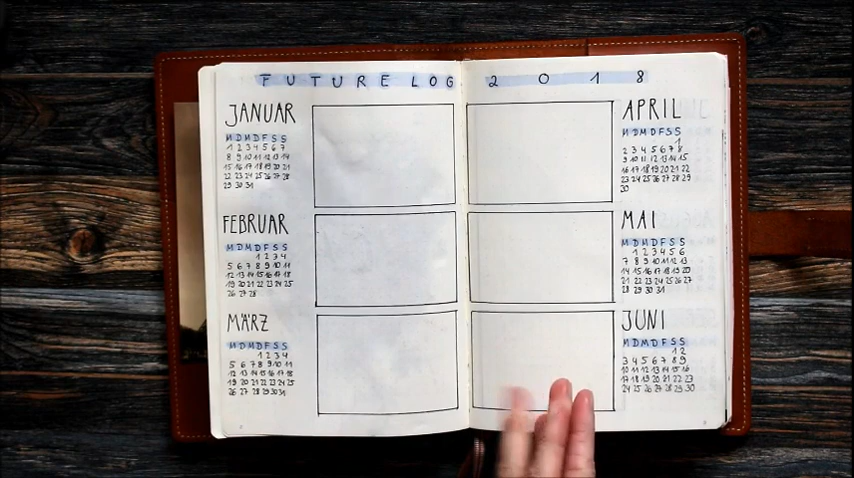 FUTURE LOG 2018
JANUAR
M D M D F S S
1 2 3 4 5 6 7
8 9 10 11 12 13 14
15 16 17 18 19 20 21
22 23 24 25 26 27 28
29 30 31
FEBRUAR
M D M D F S S
1 2 3 4
5 6 7 8 9 10 11
12 13 14 15 16 17 18
19 20 21 22 23 24 25
26 27 28
MÄRZ
M D M D F S S
1 2 3 4
5 6 7 8 9 10 11
12 13 14 15 16 17 18
19 20 21 22 23 24 25
26 27 28 29 30 31
APRIL
M D M D F S S
1
2 3 4 5 6 7 8
9 10 11 12 13 14 15
16 17 18 19 20 21 22
23 24 25 26 27 28 29
30
MAI
M D M D F S S
1 2 3 4 5 6
7 8 9 10 11 12 13
14 15 16 17 18 19 20
21 22 23 24 25 26 27
28 29 30 31
JUNI
M D M D F S S
1 2
3 4 5 6 7 8 9
10 11 12 13 14 15 16
17 18 19 20 21 22 23
24 25 26 27 28 29 30